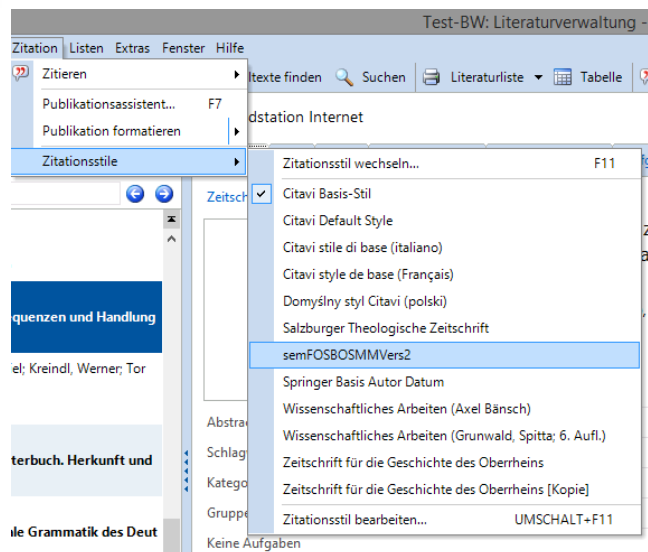 Test-BW: Literaturverwaltung -
Zitation Listen Extras Fenster Hilfe
Zitieren
Publikationsassistent... F7
Publikation formatieren
Zitationsstile
ltexte finden Suchen Literaturliste Tabelle
dstation Internet
Zeitsch
Zitationsstil wechseln... F11
Citavi Basis-Stil
Citavi Default Style
Citavi stile di base (italiano)
Citavi style de base (Français)
Domyślny styl Citavi (polski)
Salzburger Theologische Zeitschrift
semFOSBOSMMVers2
Springer Basis Autor Datum
Wissenschaftliches Arbeiten (Axel Bänsch)
Wissenschaftliches Arbeiten (Grunwald, Spitta; 6. Aufl.)
Zeitschrift für die Geschichte des Oberrheins
Zeitschrift für die Geschichte des Oberrheins [Kopie]
Zitationsstil bearbeiten... UMSCHALT+F11
equenzen und Handlung
el; Kreindl, Werner; Tor
terbuch. Herkunft und
le Grammatik des Deut
Abstra
Schlag
Katego
Gruppe
Keine Aufgaben